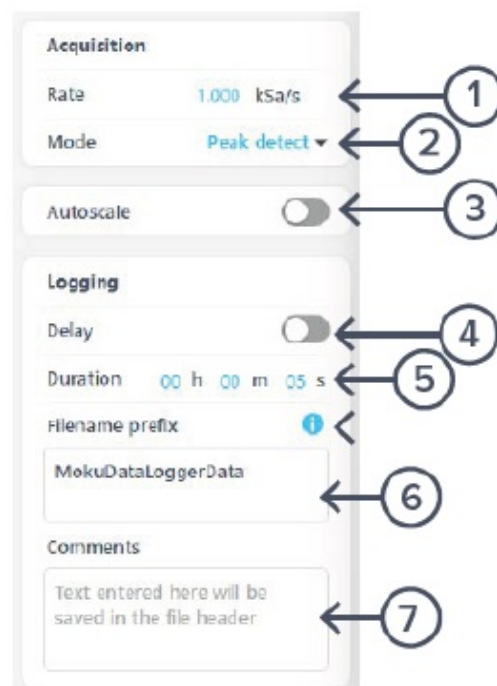 Acquisition
Rate 1.000 kSa/s 1
Mode Peak detect 2
Autoscale 3
Logging
Delay 4
Duration 00 h 00 m 05 s 5
Filename prefix i
MokuDataLoggerData 6
Comments
Text entered here will be
saved in the file header 7